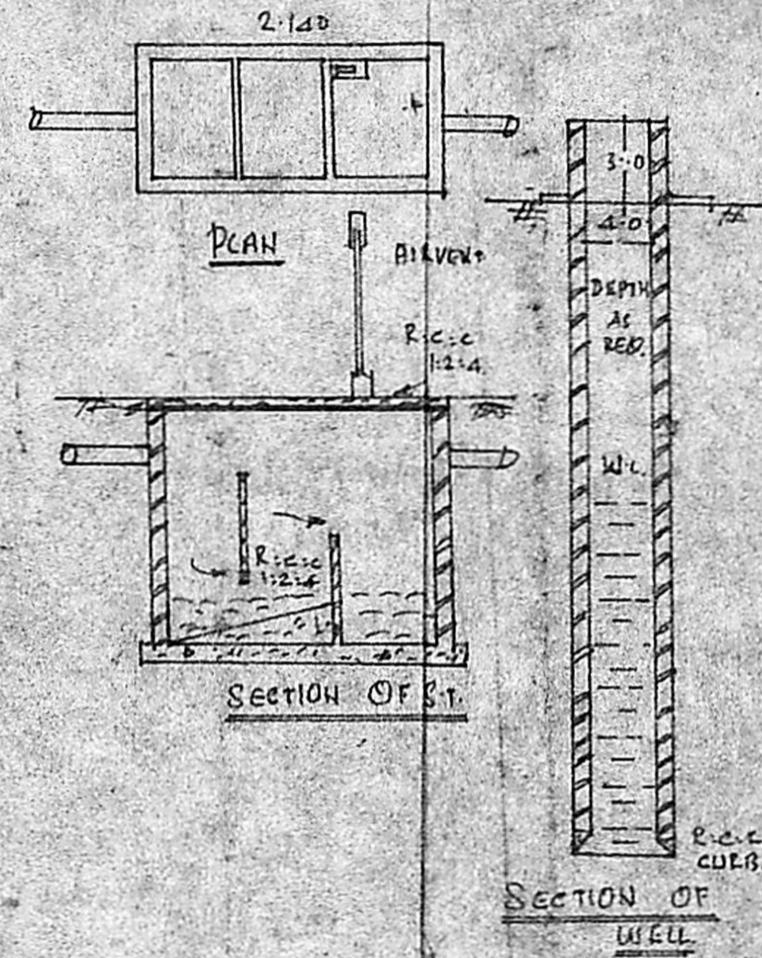 2.140
PLAN
AIRVENT
R.C.C
1:2:4.
R.C.C
1:2:4
SECTION OF S.T.
3.0
4.0
DEPTH
AS
REQ.
W.L.
R.C.C
CURB.
SECTION OF
WELL